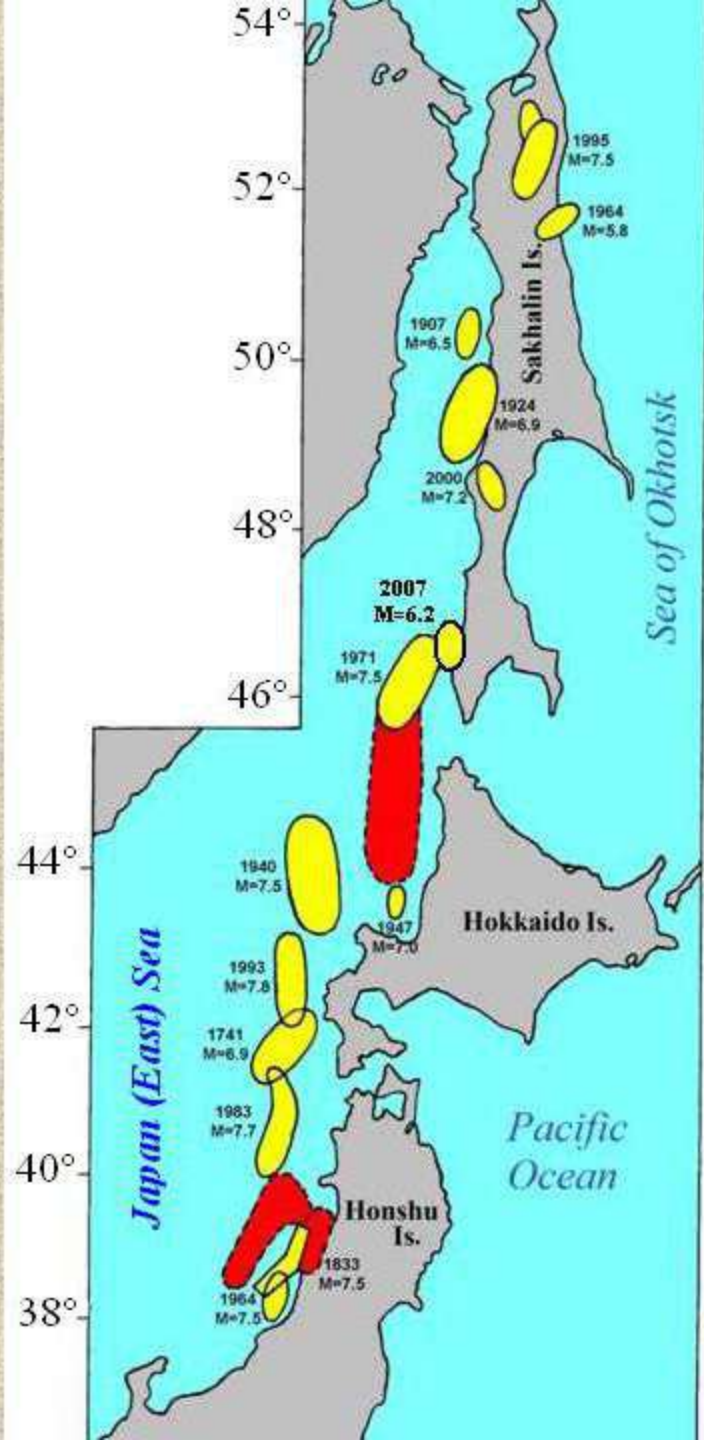 54°
1995
M=7.5
52°
1964
M=5.8
Sakhalin Is.
1907
M=6.5
50°
1924
M=6.9
2000
M=7.2
48°
Sea of Okhotsk
2007
M=6.2
1971
M=7.5
46°
44°
1940
M=7.5
1947
M=7.0
Hokkaido Is.
1993
M=7.8
42°
1741
M=6.9
Japan (East) Sea
1983
M=7.7
Pacific
Ocean
40°
Honshu
Is.
1833
M=7.5
1964
M=7.5
38°